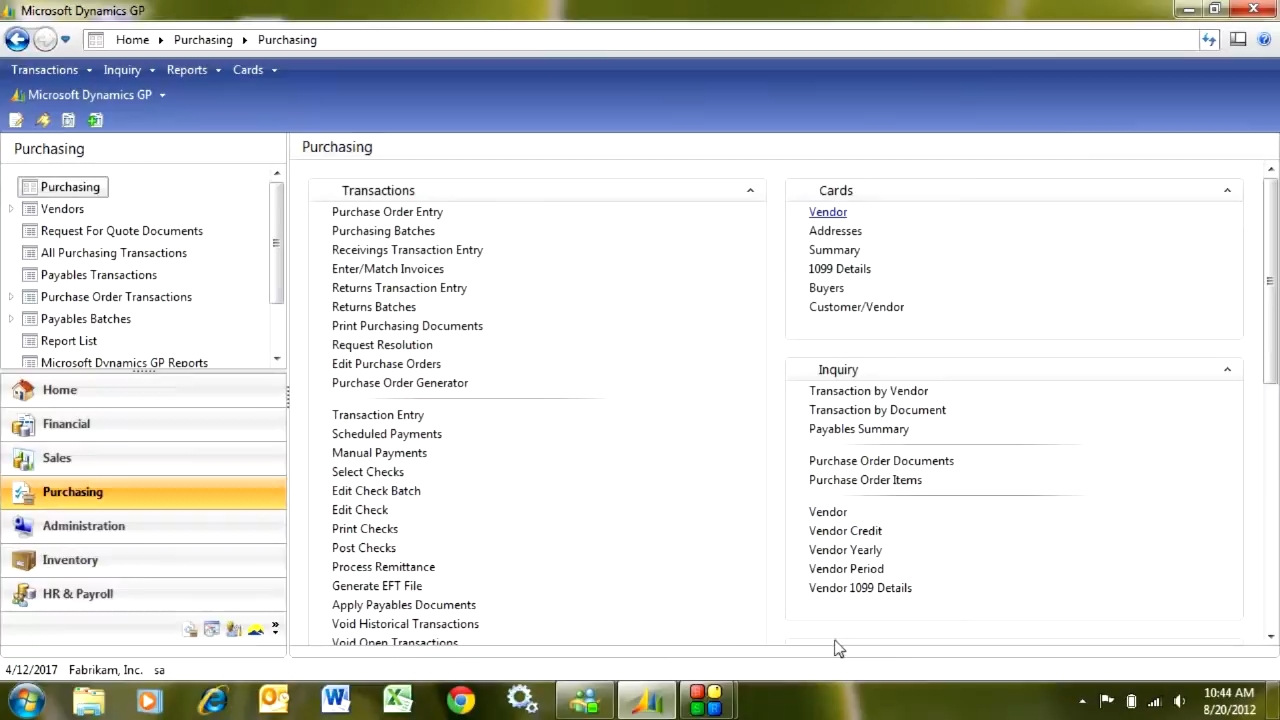 Microsoft Dynamics GP
Home
Purchasing
Purchasing
Transactions
Inquiry
Reports
Cards
Microsoft Dynamics GP
Purchasing
Purchasing
Vendors
Request For Quote Documents
All Purchasing Transactions
Payables Transactions
Purchase Order Transactions
Payables Batches
Report List
Microsoft Dynamics GP Reports
Home
Financial
Sales
Purchasing
Administration
Inventory
HR & Payroll
Purchasing
Transactions
Purchase Order Entry
Purchasing Batches
Receivings Transaction Entry
Enter/Match Invoices
Returns Transaction Entry
Returns Batches
Print Purchasing Documents
Request Resolution
Edit Purchase Orders
Purchase Order Generator
Transaction Entry
Scheduled Payments
Manual Payments
Select Checks
Edit Check Batch
Edit Check
Print Checks
Post Checks
Process Remittance
Generate EFT File
Apply Payables Documents
Void Historical Transactions
Void Open Transactions
Cards
Vendor
Addresses
Summary
1099 Details
Buyers
Customer/Vendor
Inquiry
Transaction by Vendor
Transaction by Document
Payables Summary
Purchase Order Documents
Purchase Order Items
Vendor
Vendor Credit
Vendor Yearly
Vendor Period
Vendor 1099 Details
4/12/2017 Fabrikam, Inc. sa
10:44 AM
8/20/2012